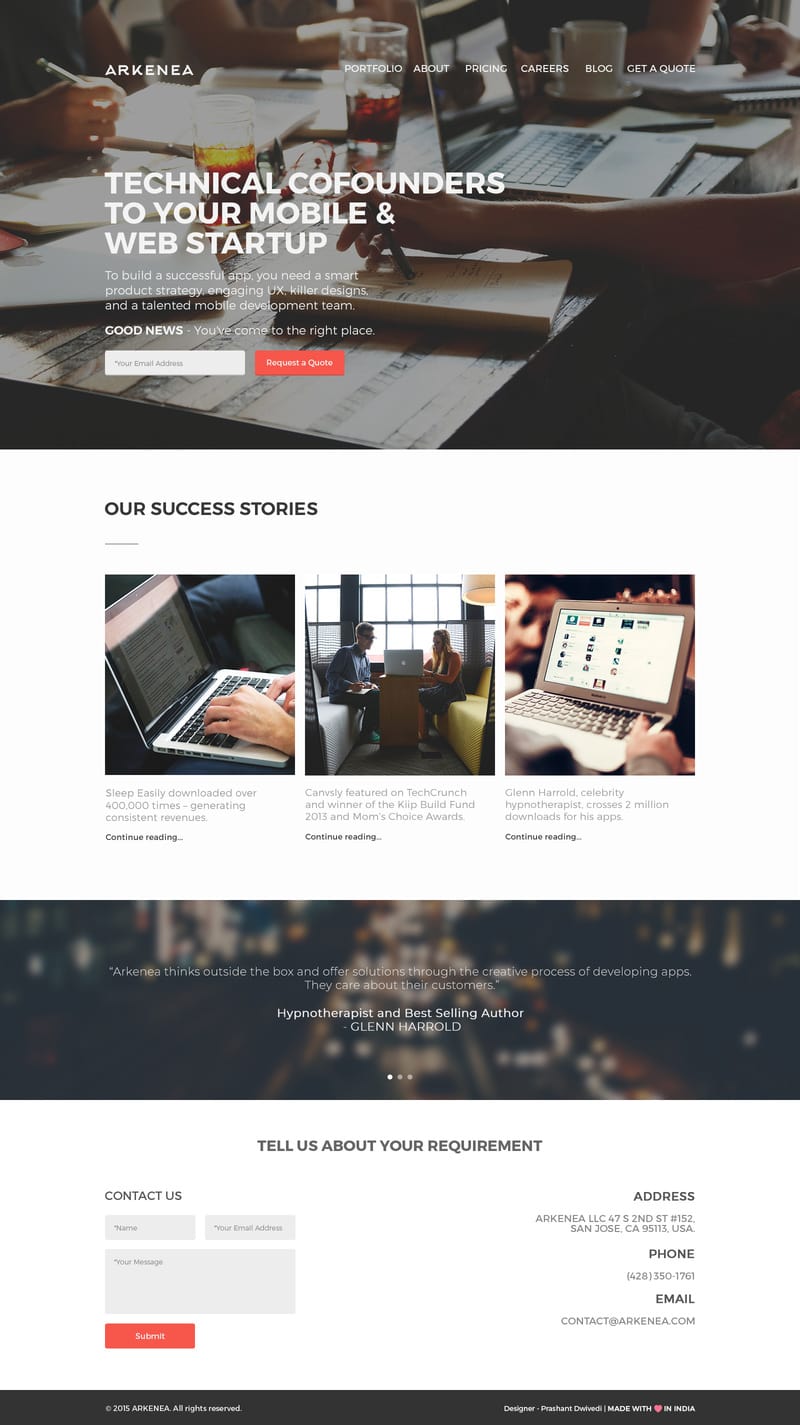 ARKENEA
PORTFOLIO ABOUT PRICING CAREERS BLOG GET A QUOTE
TECHNICAL COFOUNDERS
TO YOUR MOBILE &
WEB STARTUP
To build a successful app, you need a smart
product strategy, engaging UX, killer designs,
and a talented mobile development team.
GOOD NEWS - You've come to the right place.
*Your Email Address
Request a Quote
OUR SUCCESS STORIES
Sleep Easily downloaded over
400,000 times – generating
consistent revenues.
Continue reading...
Canvsly featured on TechCrunch
and winner of the Kiip Build Fund
2013 and Mom's Choice Awards.
Continue reading...
Glenn Harrold, celebrity
hypnotherapist, crosses 2 million
downloads for his apps.
Continue reading...
"Arkenea thinks outside the box and offer solutions through the creative process of developing apps.
They care about their customers."
Hypnotherapist and Best Selling Author
- GLENN HARROLD
TELL US ABOUT YOUR REQUIREMENT
CONTACT US
*Name
*Your Email Address
*Your Message
Submit
ADDRESS
ARKENEA LLC 47 S 2ND ST #152,
SAN JOSE, CA 95113, USA.
PHONE
(428) 350-1761
EMAIL
CONTACT@ARKENEA.COM
© 2015 ARKENEA. All rights reserved.
Designer - Prashant Dwivedi | MADE WITH ❤ IN INDIA